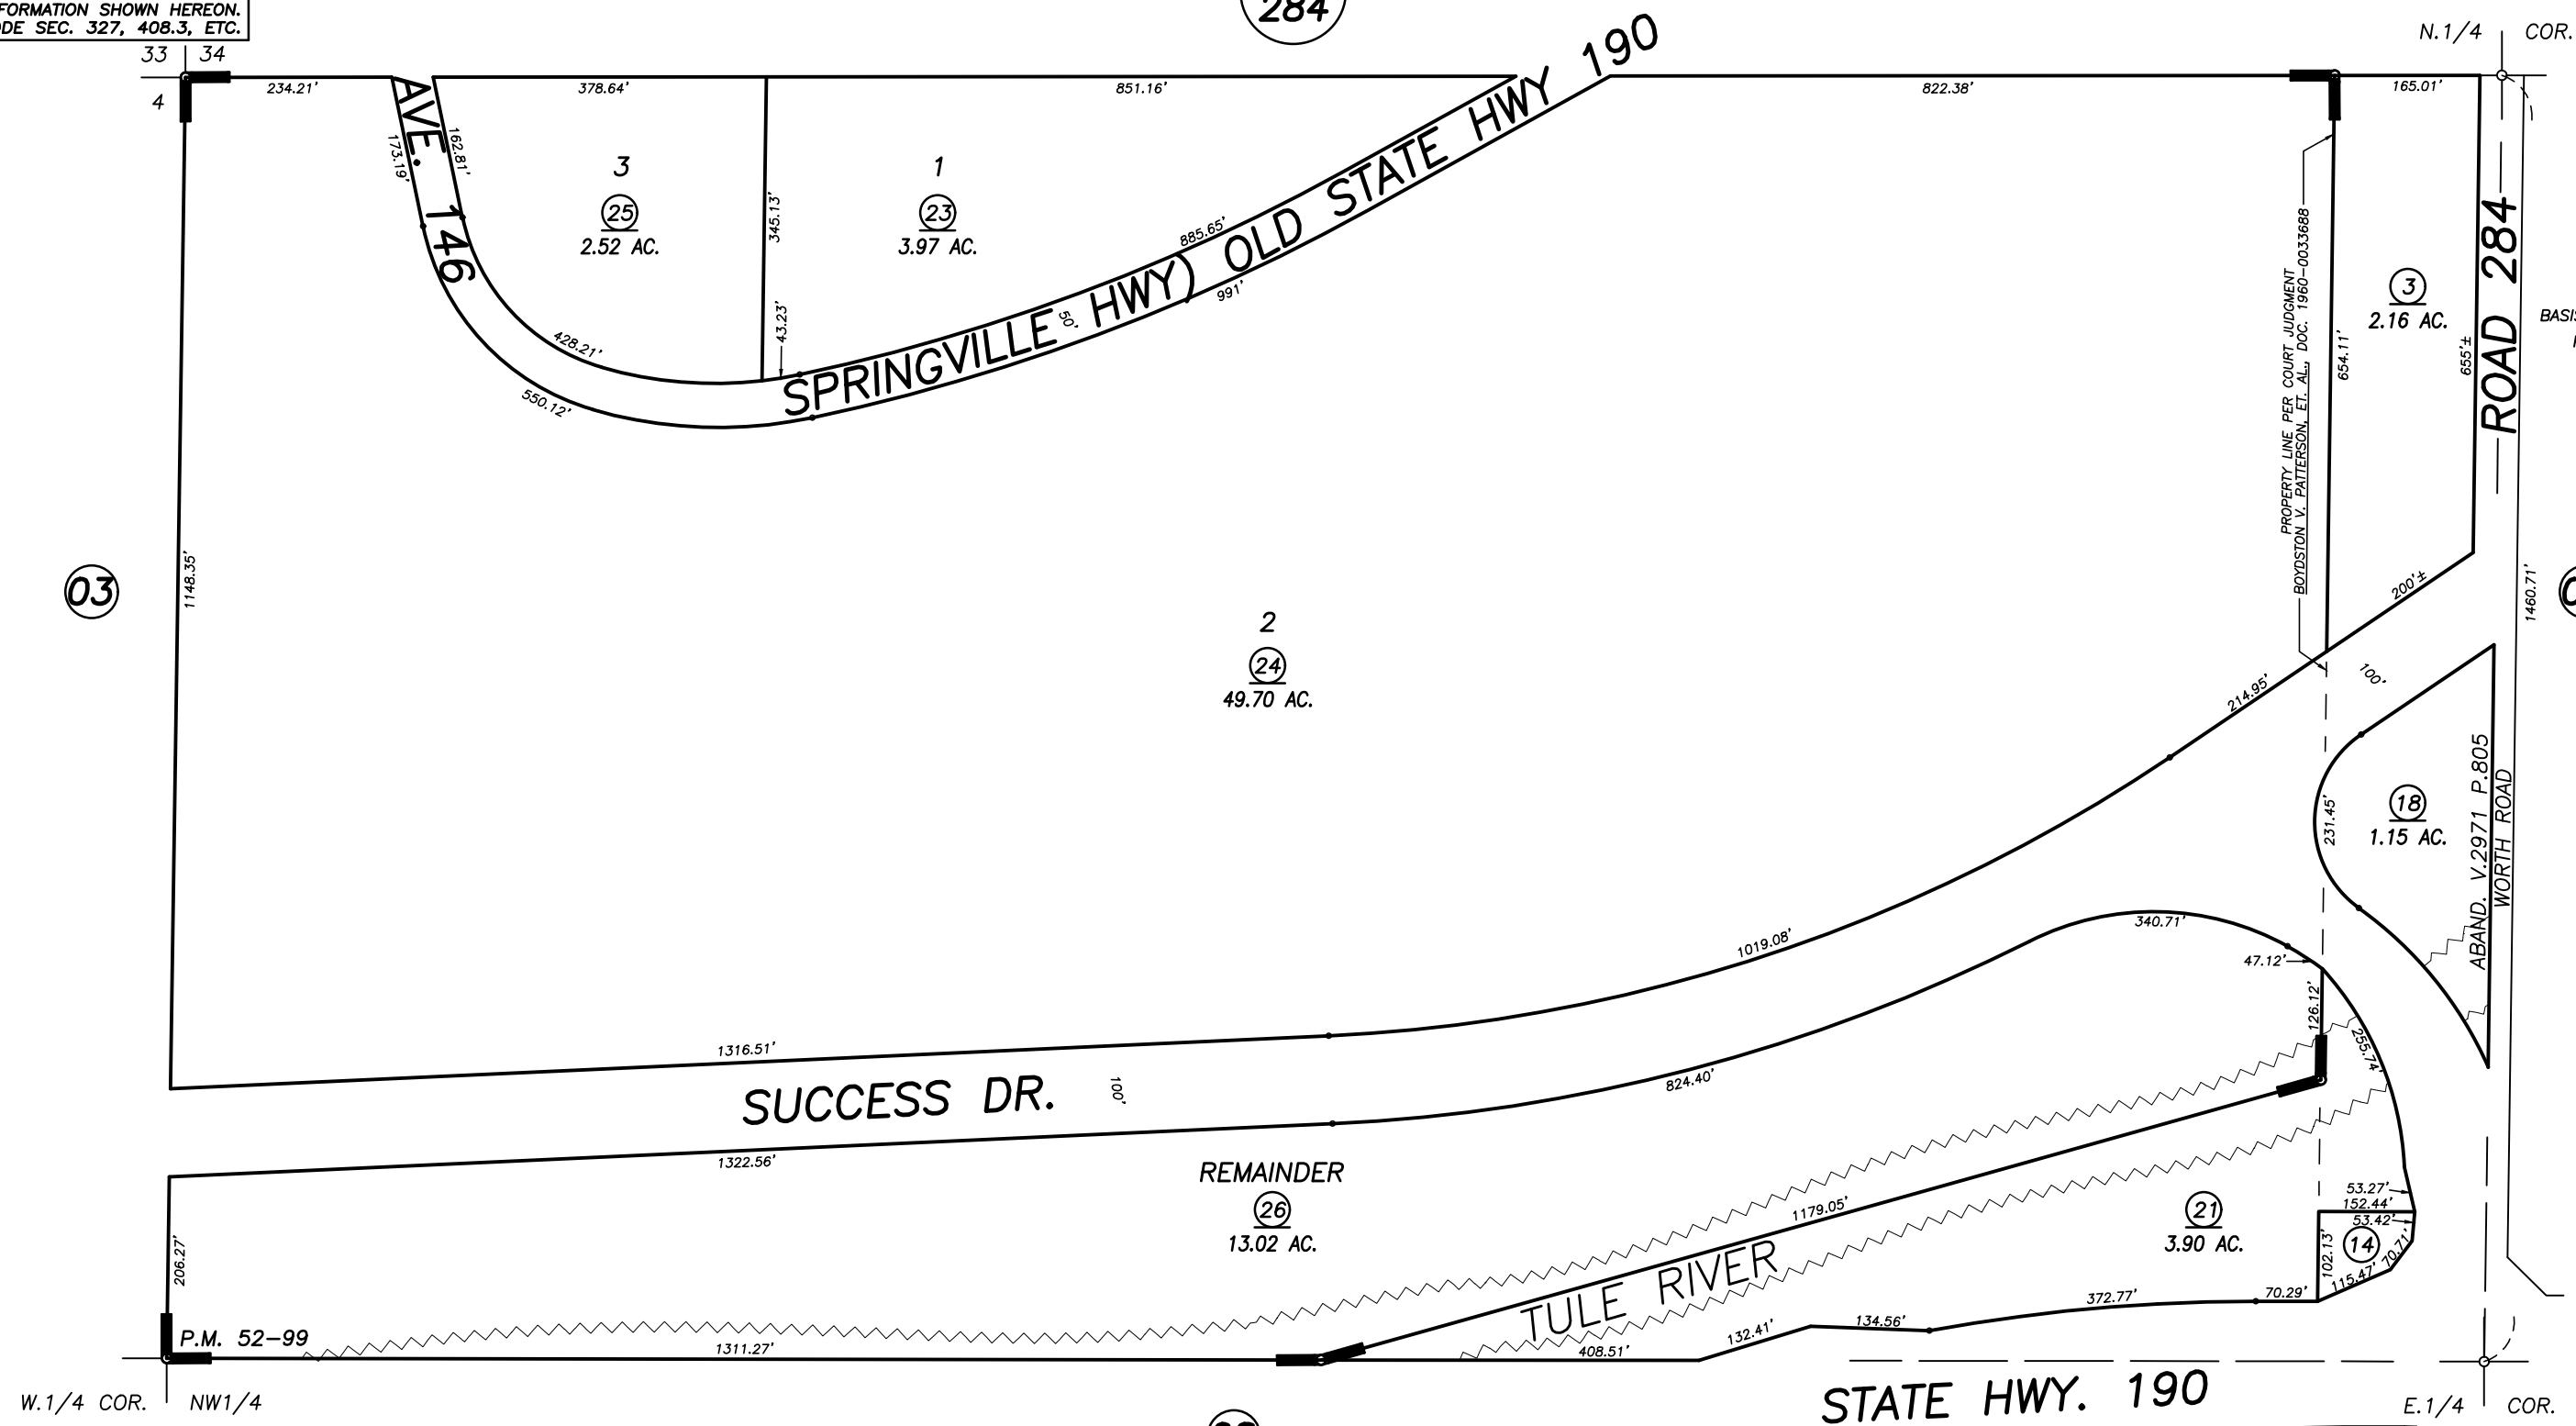 FORMATION SHOWN HEREON.
DE SEC. 327, 408.3, ETC.
284
33 34
4
N.1/4 COR.
234.21'
378.64'
851.16'
822.38'
165.01'
AVE. 146
173.19'
162.81'
3
25
2.52 AC.
345.13'
43.23'
1
23
3.97 AC.
428.21'
550.12'
SPRINGVILLE HWY) OLD STATE HWY 190
50'
885.65'
991'
PROPERTY LINE PER COURT JUDGMENT
BOYDSTON V. PATTERSON, ET. AL., DOC. 1960-0033688
654.11'
3
2.16 AC.
655'±
ROAD 284
BASIS
03
1148.35'
2
24
49.70 AC.
200'±
214.95'
100'
1460.71'
231.45'
18
1.15 AC.
ABAND. V.2971 P.805
WORTH ROAD
1019.08'
340.71'
47.12'
126.12'
255.74'
1316.51'
SUCCESS DR.
100'
824.40'
1322.56'
REMAINDER
26
13.02 AC.
206.27'
1179.05'
TULE RIVER
21
3.90 AC.
53.27'
152.44'
53.42'
102.13'
14
70.71'
115.47'
70.29'
372.77'
134.56'
132.41'
408.51'
P.M. 52-99
1311.27'
W.1/4 COR. NW1/4
STATE HWY. 190
E.1/4 COR.